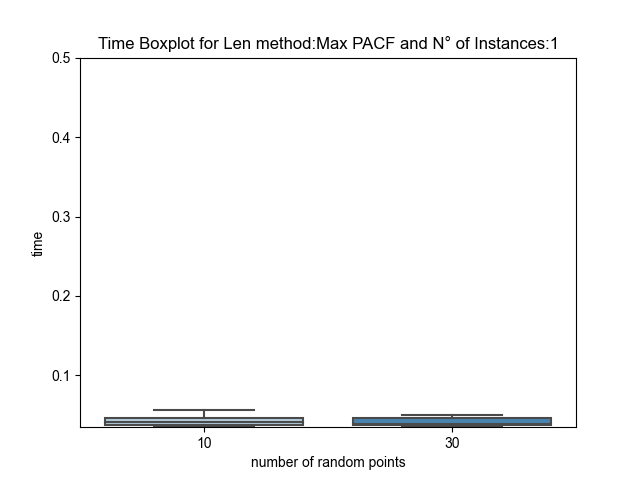 Time Boxplot for Len method:Max PACF and N° of Instances:1
0.5
0.4
0.3
0.2
0.1
time
10 30
number of random points